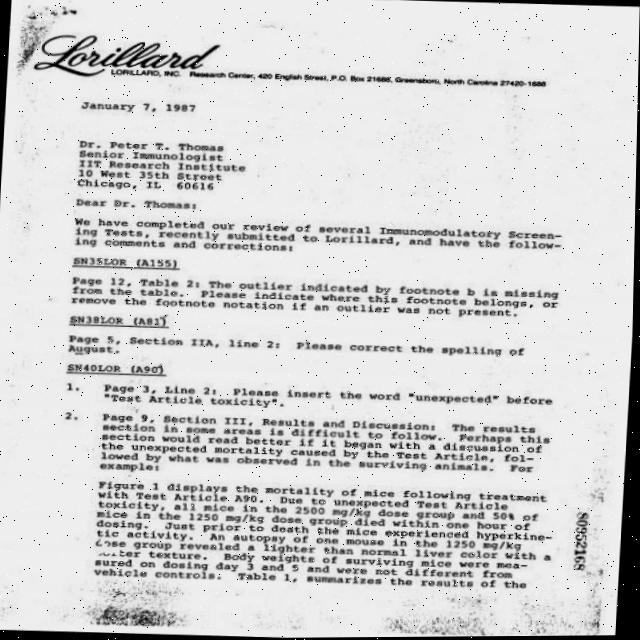 Lorillard
LORILLARD, INC. Research Center, 420 English Street, P.O. Box 21688, Greensboro, North Carolina 27420-1688
January 7, 1987
Dr. Peter T. Thomas
Senior Immunologist
IIT Research Institute
10 West 35th Street
Chicago, IL 60616
Dear Dr. Thomas:
We have completed our review of several Immunomodulatory Screen-
ing Tests, recently submitted to Lorillard, and have the follow-
ing comments and corrections:
SN35LOR (A155)
Page 12, Table 2: The outlier indicated by footnote b is missing
from the table. Please indicate where this footnote belongs, or
remove the footnote notation if an outlier was not present.
SN38LOR (A81)
Page 5, Section IIA, line 2: Please correct the spelling of
August.
SN40LOR (A90)
1. Page 3, Line 2: Please insert the word "unexpected" before
"Test Article toxicity".
2. Page 9, Section III, Results and Discussion: The results
section in some areas is difficult to follow. Perhaps this
section would read better if it began with a discussion of
the unexpected mortality caused by the Test Article, fol-
lowed by what was observed in the surviving animals. For
example:
Figure 1 displays the mortality of mice following treatment
with Test Article A90. Due to unexpected Test Article
toxicity, all mice in the 2500 mg/kg dose group and 50% of
mice in the 1250 mg/kg dose group died within one hour of
dosing. Just prior to death the mice experienced hyperkine-
tic activity. An autopsy of one mouse in the 1250 mg/kg
dose group revealed a lighter than normal liver color with a
texture. Body weights of surviving mice were mea-
sured on dosing day 3 and 5 and were not different from
vehicle controls. Table 1, summarizes the results of the